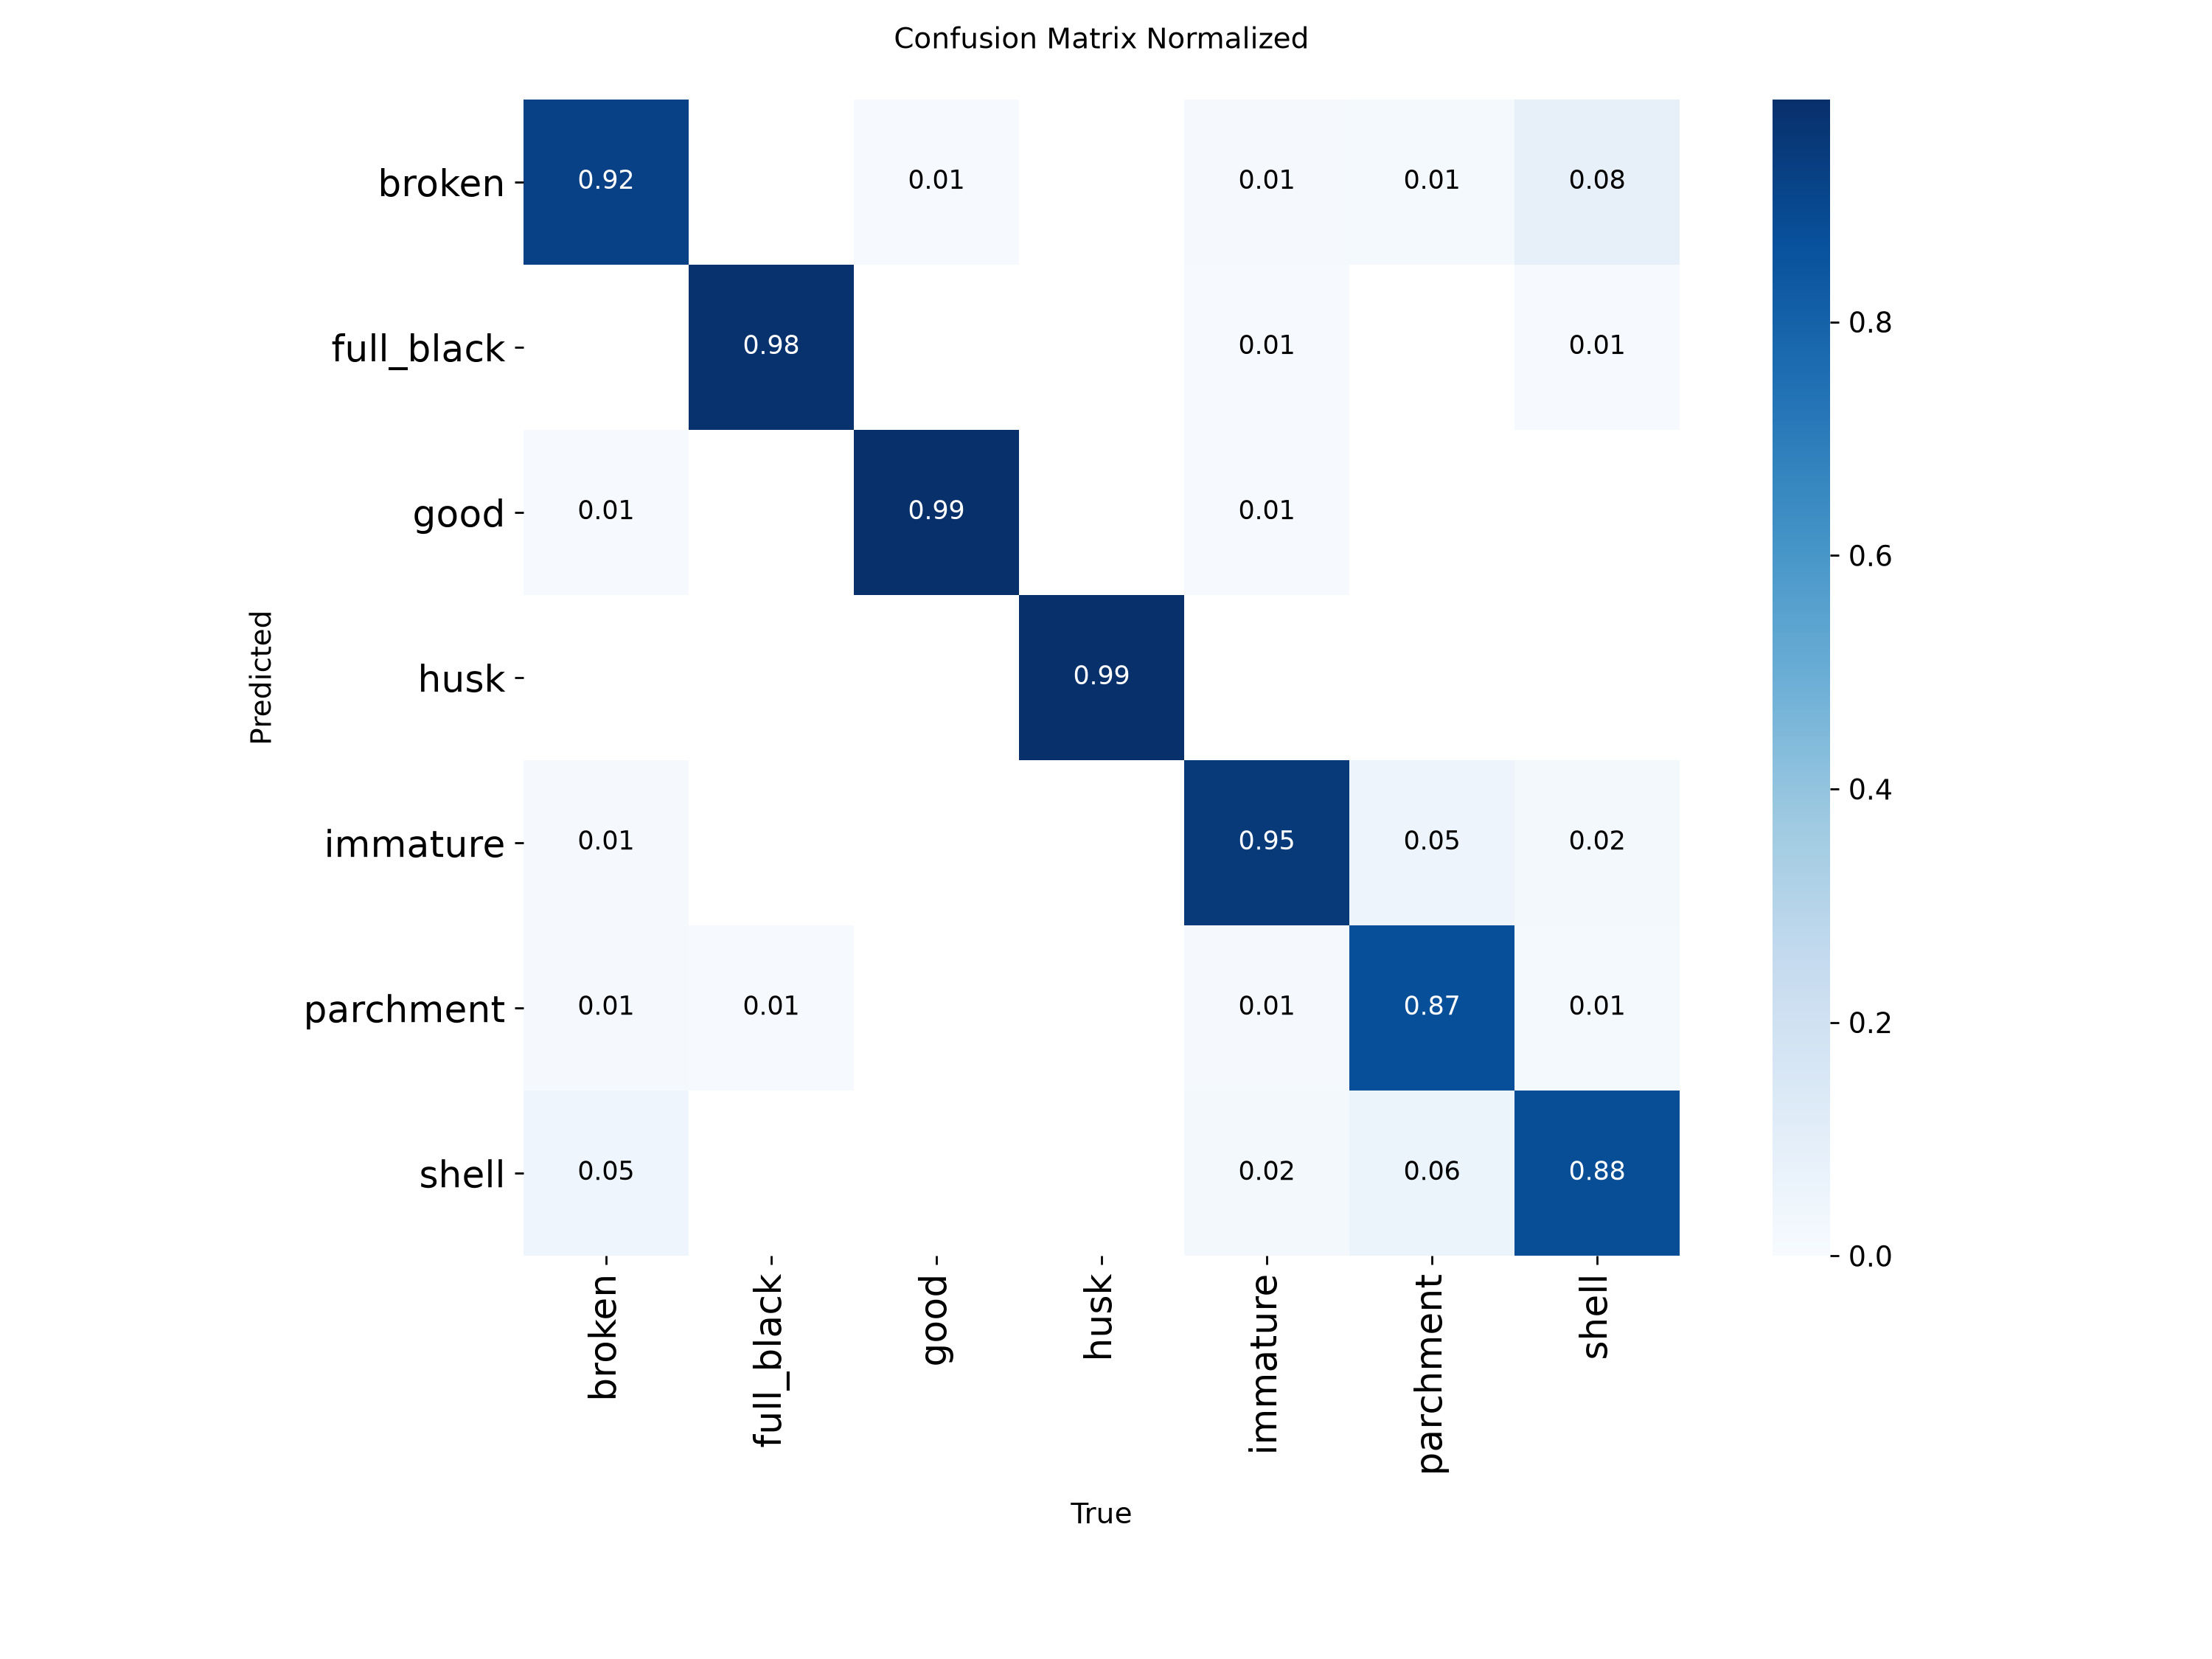 Confusion Matrix Normalized
broken 0.92 0.01 0.01 0.01 0.08
full_black 0.98 0.01 0.01
good 0.01 0.99 0.01
husk 0.99
immature 0.01 0.95 0.05 0.02
parchment 0.01 0.01 0.01 0.87 0.01
shell 0.05 0.02 0.06 0.88
Predicted
broken full_black good husk immature parchment shell
True
0.8
0.6
0.4
0.2
0.0